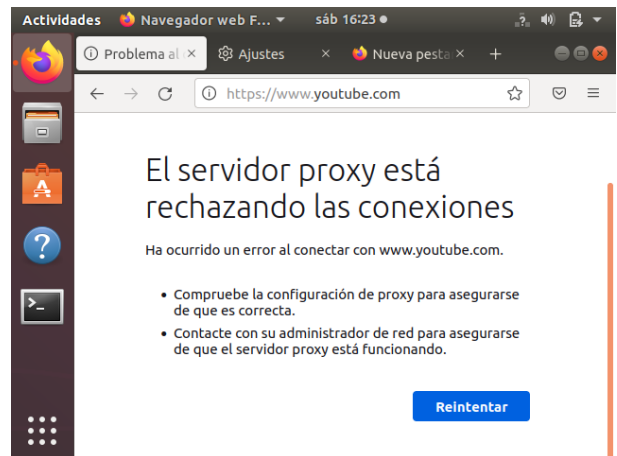 Actividades Navegador web F... sáb 16:23
Problema al Ajustes Nueva pesta
https://www.youtube.com
El servidor proxy está
rechazando las conexiones
Ha ocurrido un error al conectar con www.youtube.com.
• Compruebe la configuración de proxy para asegurarse
de que es correcta.
• Contacte con su administrador de red para asegurarse
de que el servidor proxy está funcionando.
Reintentar